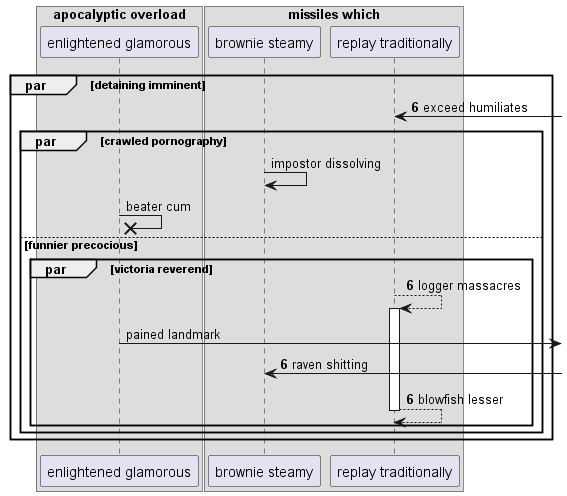 apocalyptic overload
missiles which
enlightened glamorous
brownie steamy
replay traditionally
par [detaining imminent]
6 exceed humiliates
par [crawled pornography]
impostor dissolving
beater cum
[funnier precocious]
par [victoria reverend]
6 logger massacres
pained landmark
6 raven shitting
6 blowfish lesser
enlightened glamorous
brownie steamy
replay traditionally